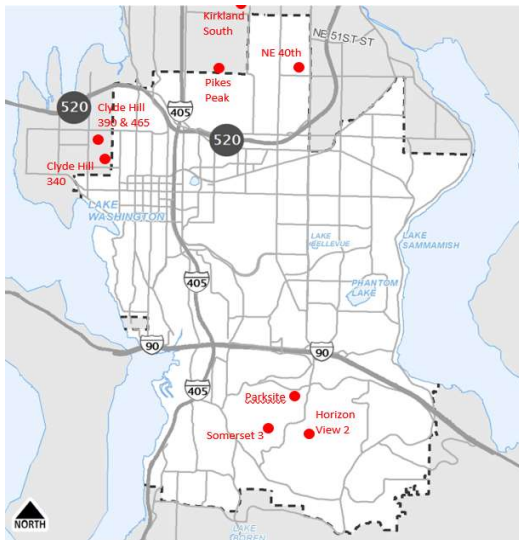 Kirkland
South
NE 51ST ST
NE 40th
Pikes
Peak
520
Clyde Hill
390 & 465
405
520
Clyde Hill
340
LAKE
WASHINGTON
LAKE
BELLEVUE
LAKE
SAMMAMISH
PHANTOM
LAKE
405
90
90
405
Parksite
Somerset 3
Horizon
View 2
NORTH
LAKE
BOREN